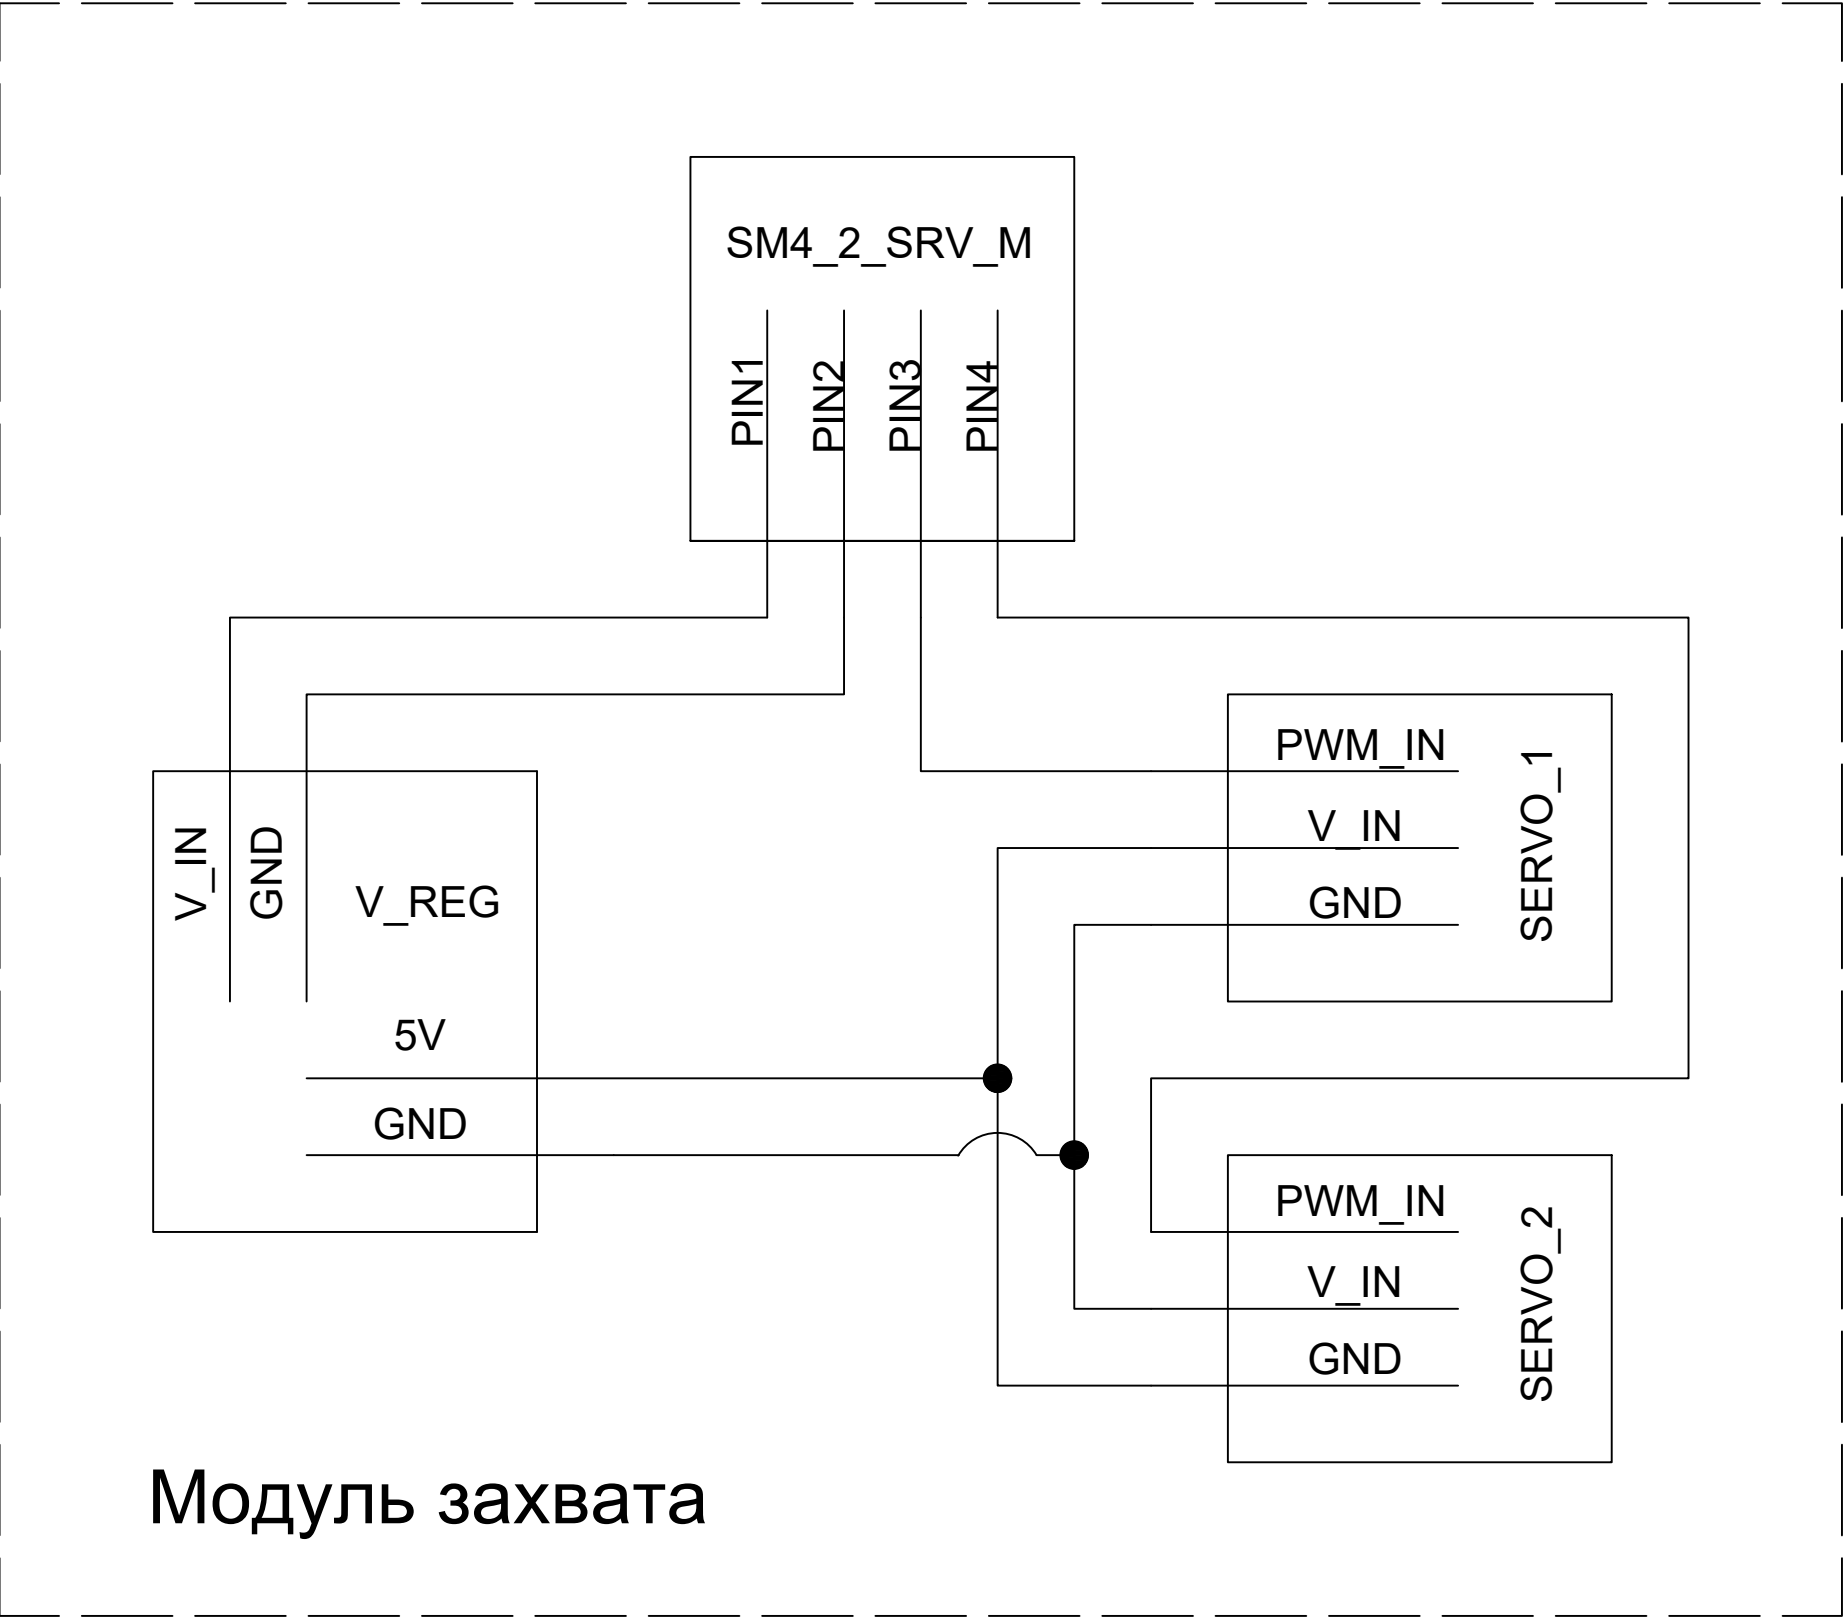 SM4_2_SRV_M
PIN1
PIN2
PIN3
PIN4
V_IN
GND
V_REG
5V
GND
PWM_IN
V_IN
GND
SERVO_1
PWM_IN
V_IN
GND
SERVO_2
Модуль захвата